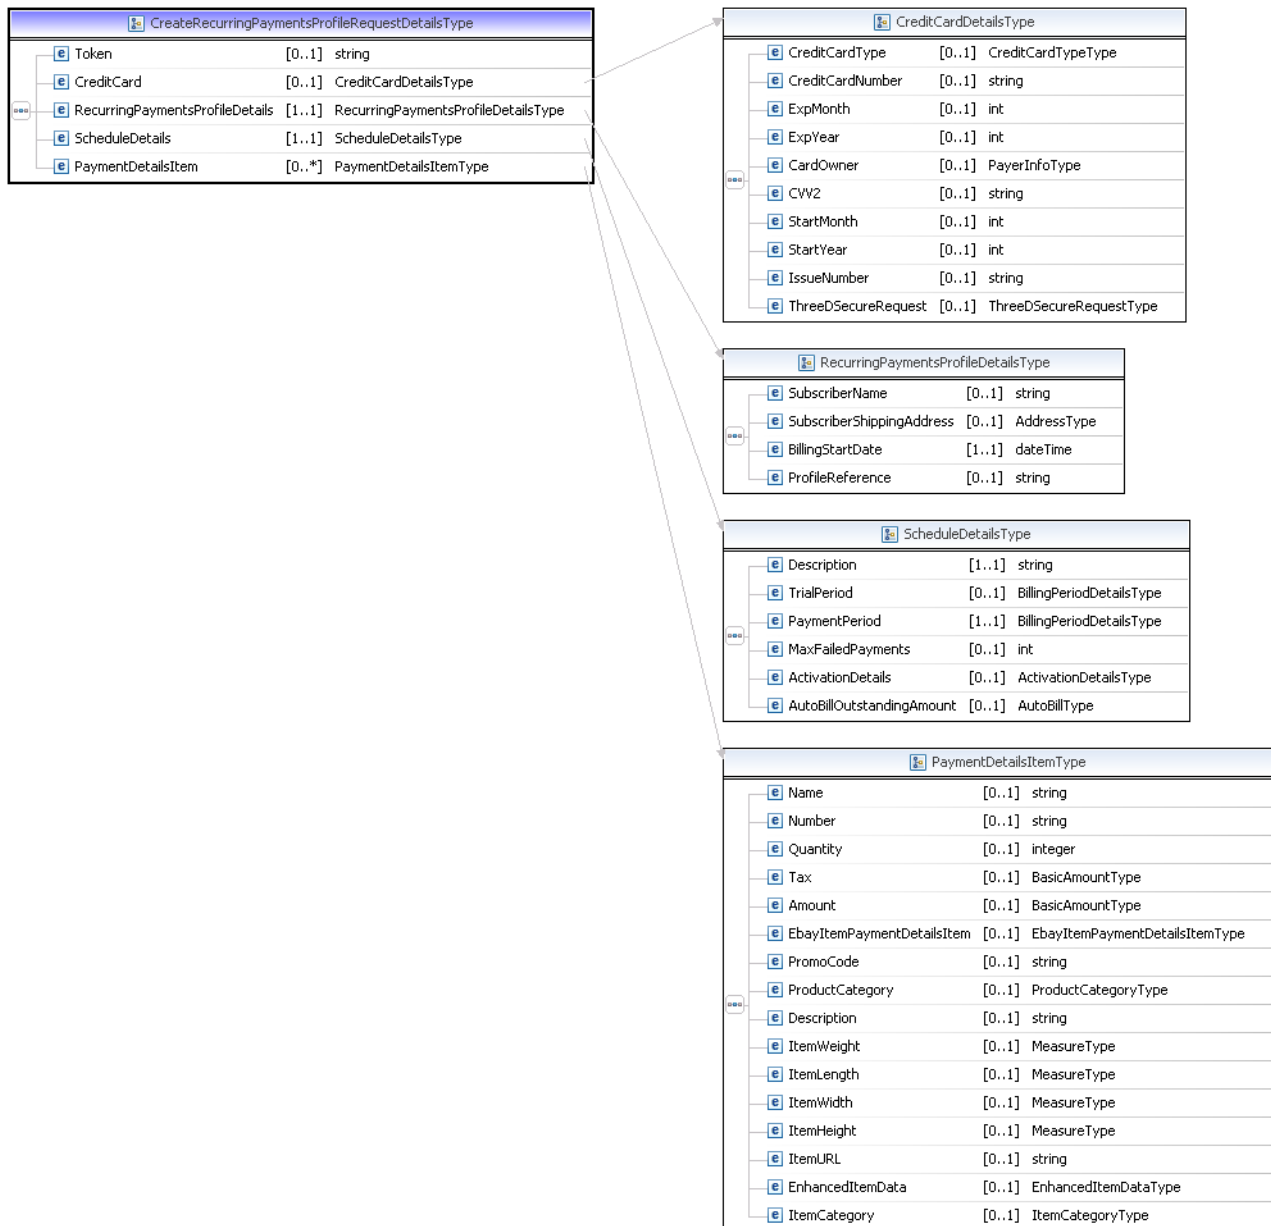 CreateRecurringPaymentsProfileRequestDetailsType
e Token [0..1] string
e CreditCard [0..1] CreditCardDetailsType
e RecurringPaymentsProfileDetails [1..1] RecurringPaymentsProfileDetailsType
e ScheduleDetails [1..1] ScheduleDetailsType
e PaymentDetailsItem [0..*] PaymentDetailsItemType
CreditCardDetailsType
e CreditCardType [0..1] CreditCardTypeType
e CreditCardNumber [0..1] string
e ExpMonth [0..1] int
e ExpYear [0..1] int
e CardOwner [0..1] PayerInfoType
e CVV2 [0..1] string
e StartMonth [0..1] int
e StartYear [0..1] int
e IssueNumber [0..1] string
e ThreeDSecureRequest [0..1] ThreeDSecureRequestType
RecurringPaymentsProfileDetailsType
e SubscriberName [0..1] string
e SubscriberShippingAddress [0..1] AddressType
e BillingStartDate [1..1] dateTime
e ProfileReference [0..1] string
ScheduleDetailsType
e Description [1..1] string
e TrialPeriod [0..1] BillingPeriodDetailsType
e PaymentPeriod [1..1] BillingPeriodDetailsType
e MaxFailedPayments [0..1] int
e ActivationDetails [0..1] ActivationDetailsType
e AutoBillOutstandingAmount [0..1] AutoBillType
PaymentDetailsItemType
e Name [0..1] string
e Number [0..1] string
e Quantity [0..1] integer
e Tax [0..1] BasicAmountType
e Amount [0..1] BasicAmountType
e EbayItemPaymentDetailsItem [0..1] EbayItemPaymentDetailsItemType
e PromoCode [0..1] string
e ProductCategory [0..1] ProductCategoryType
e Description [0..1] string
e ItemWeight [0..1] MeasureType
e ItemLength [0..1] MeasureType
e ItemWidth [0..1] MeasureType
e ItemHeight [0..1] MeasureType
e ItemURL [0..1] string
e EnhancedItemData [0..1] EnhancedItemDataType
e ItemCategory [0..1] ItemCategoryType